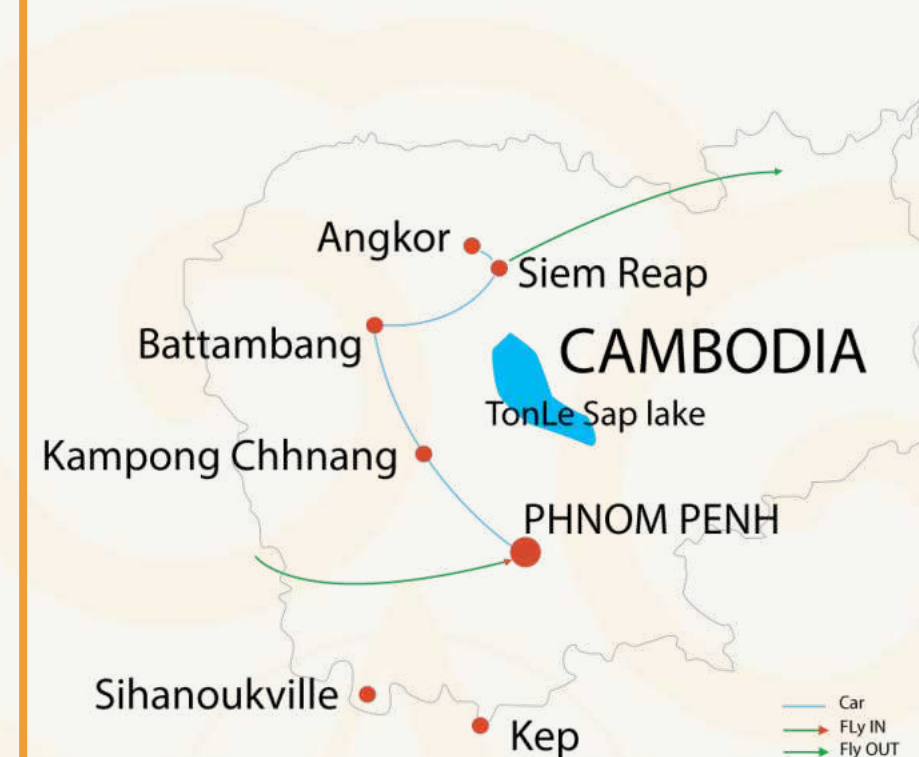 Angkor
Siem Reap
Battambang
CAMBODIA
TonLe Sap lake
Kampong Chhnang
PHNOM PENH
Sihanoukville
Kep
Car
FLy IN
Fly OUT